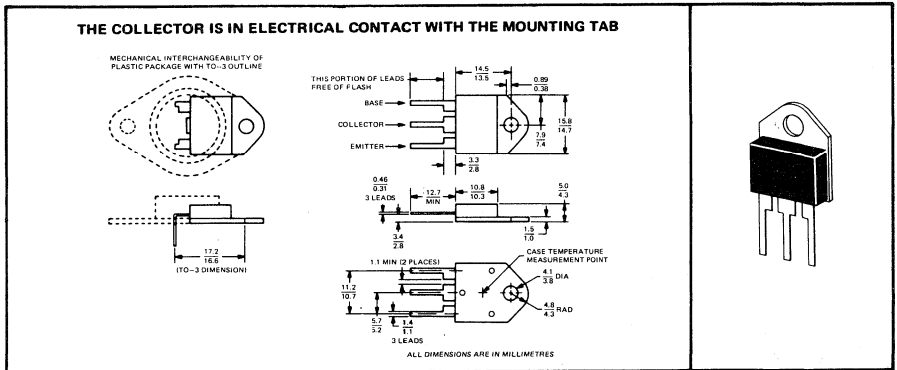 THE COLLECTOR IS IN ELECTRICAL CONTACT WITH THE MOUNTING TAB
MECHANICAL INTERCHANGEABILITY OF
PLASTIC PACKAGE WITH TO--3 OUTLINE
THIS PORTION OF LEADS
FREE OF FLASH
BASE
COLLECTOR
EMITTER
14.5
13.5
0.89
0.38
15.8
14.7
7.9
7.4
3.3
2.8
0.46
0.31
3 LEADS
12.7
MIN
10.8
10.3
5.0
4.3
3.4
2.8
1.5
1.0
17.2
16.6
(TO-3 DIMENSION)
CASE TEMPERATURE
MEASUREMENT POINT
1.1 MIN (2 PLACES)
4.1
3.8 DIA
11.2
10.7
4.8
4.3 RAD
5.7
5.2
1.4
1.1
3 LEADS
ALL DIMENSIONS ARE IN MILLIMETRES